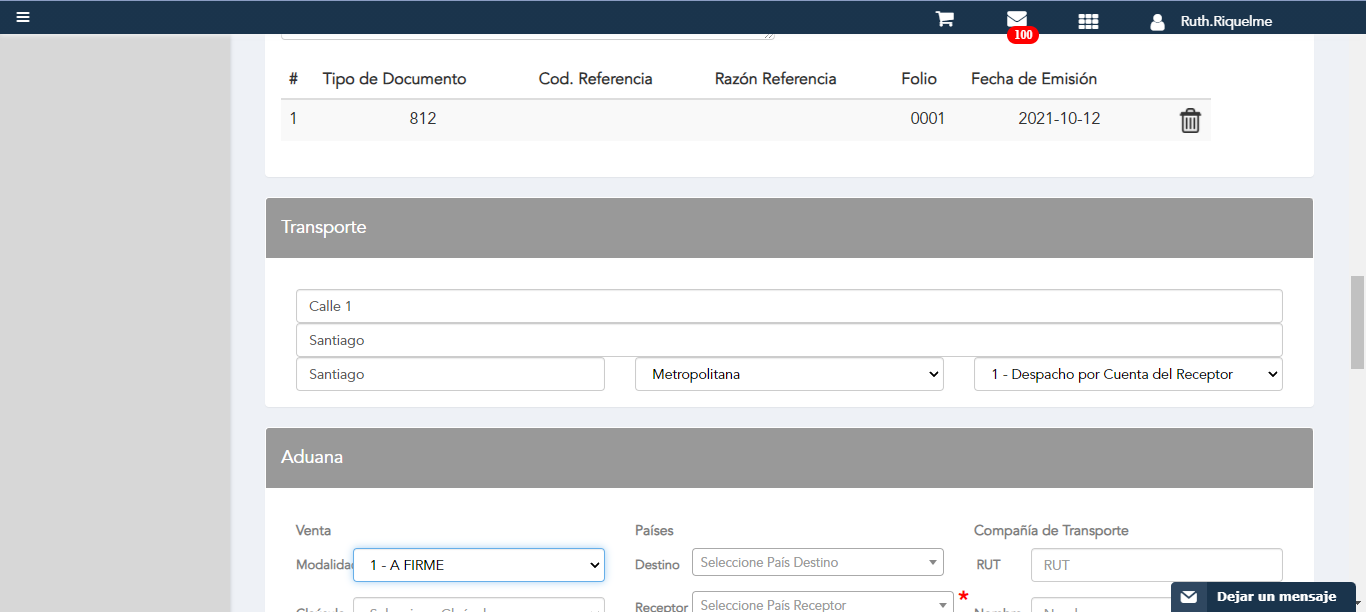 100
Ruth.Riquelme
# Tipo de Documento Cod. Referencia Razón Referencia Folio Fecha de Emisión
1 812 0001 2021-10-12
Transporte
Calle 1
Santiago
Santiago Metropolitana 1 - Despacho por Cuenta del Receptor
Aduana
Venta Países Compañía de Transporte
Modalidad 1 - A FIRME Destino Seleccione País Destino RUT RUT
Receptor Seleccione País Receptor *
Dejar un mensaje